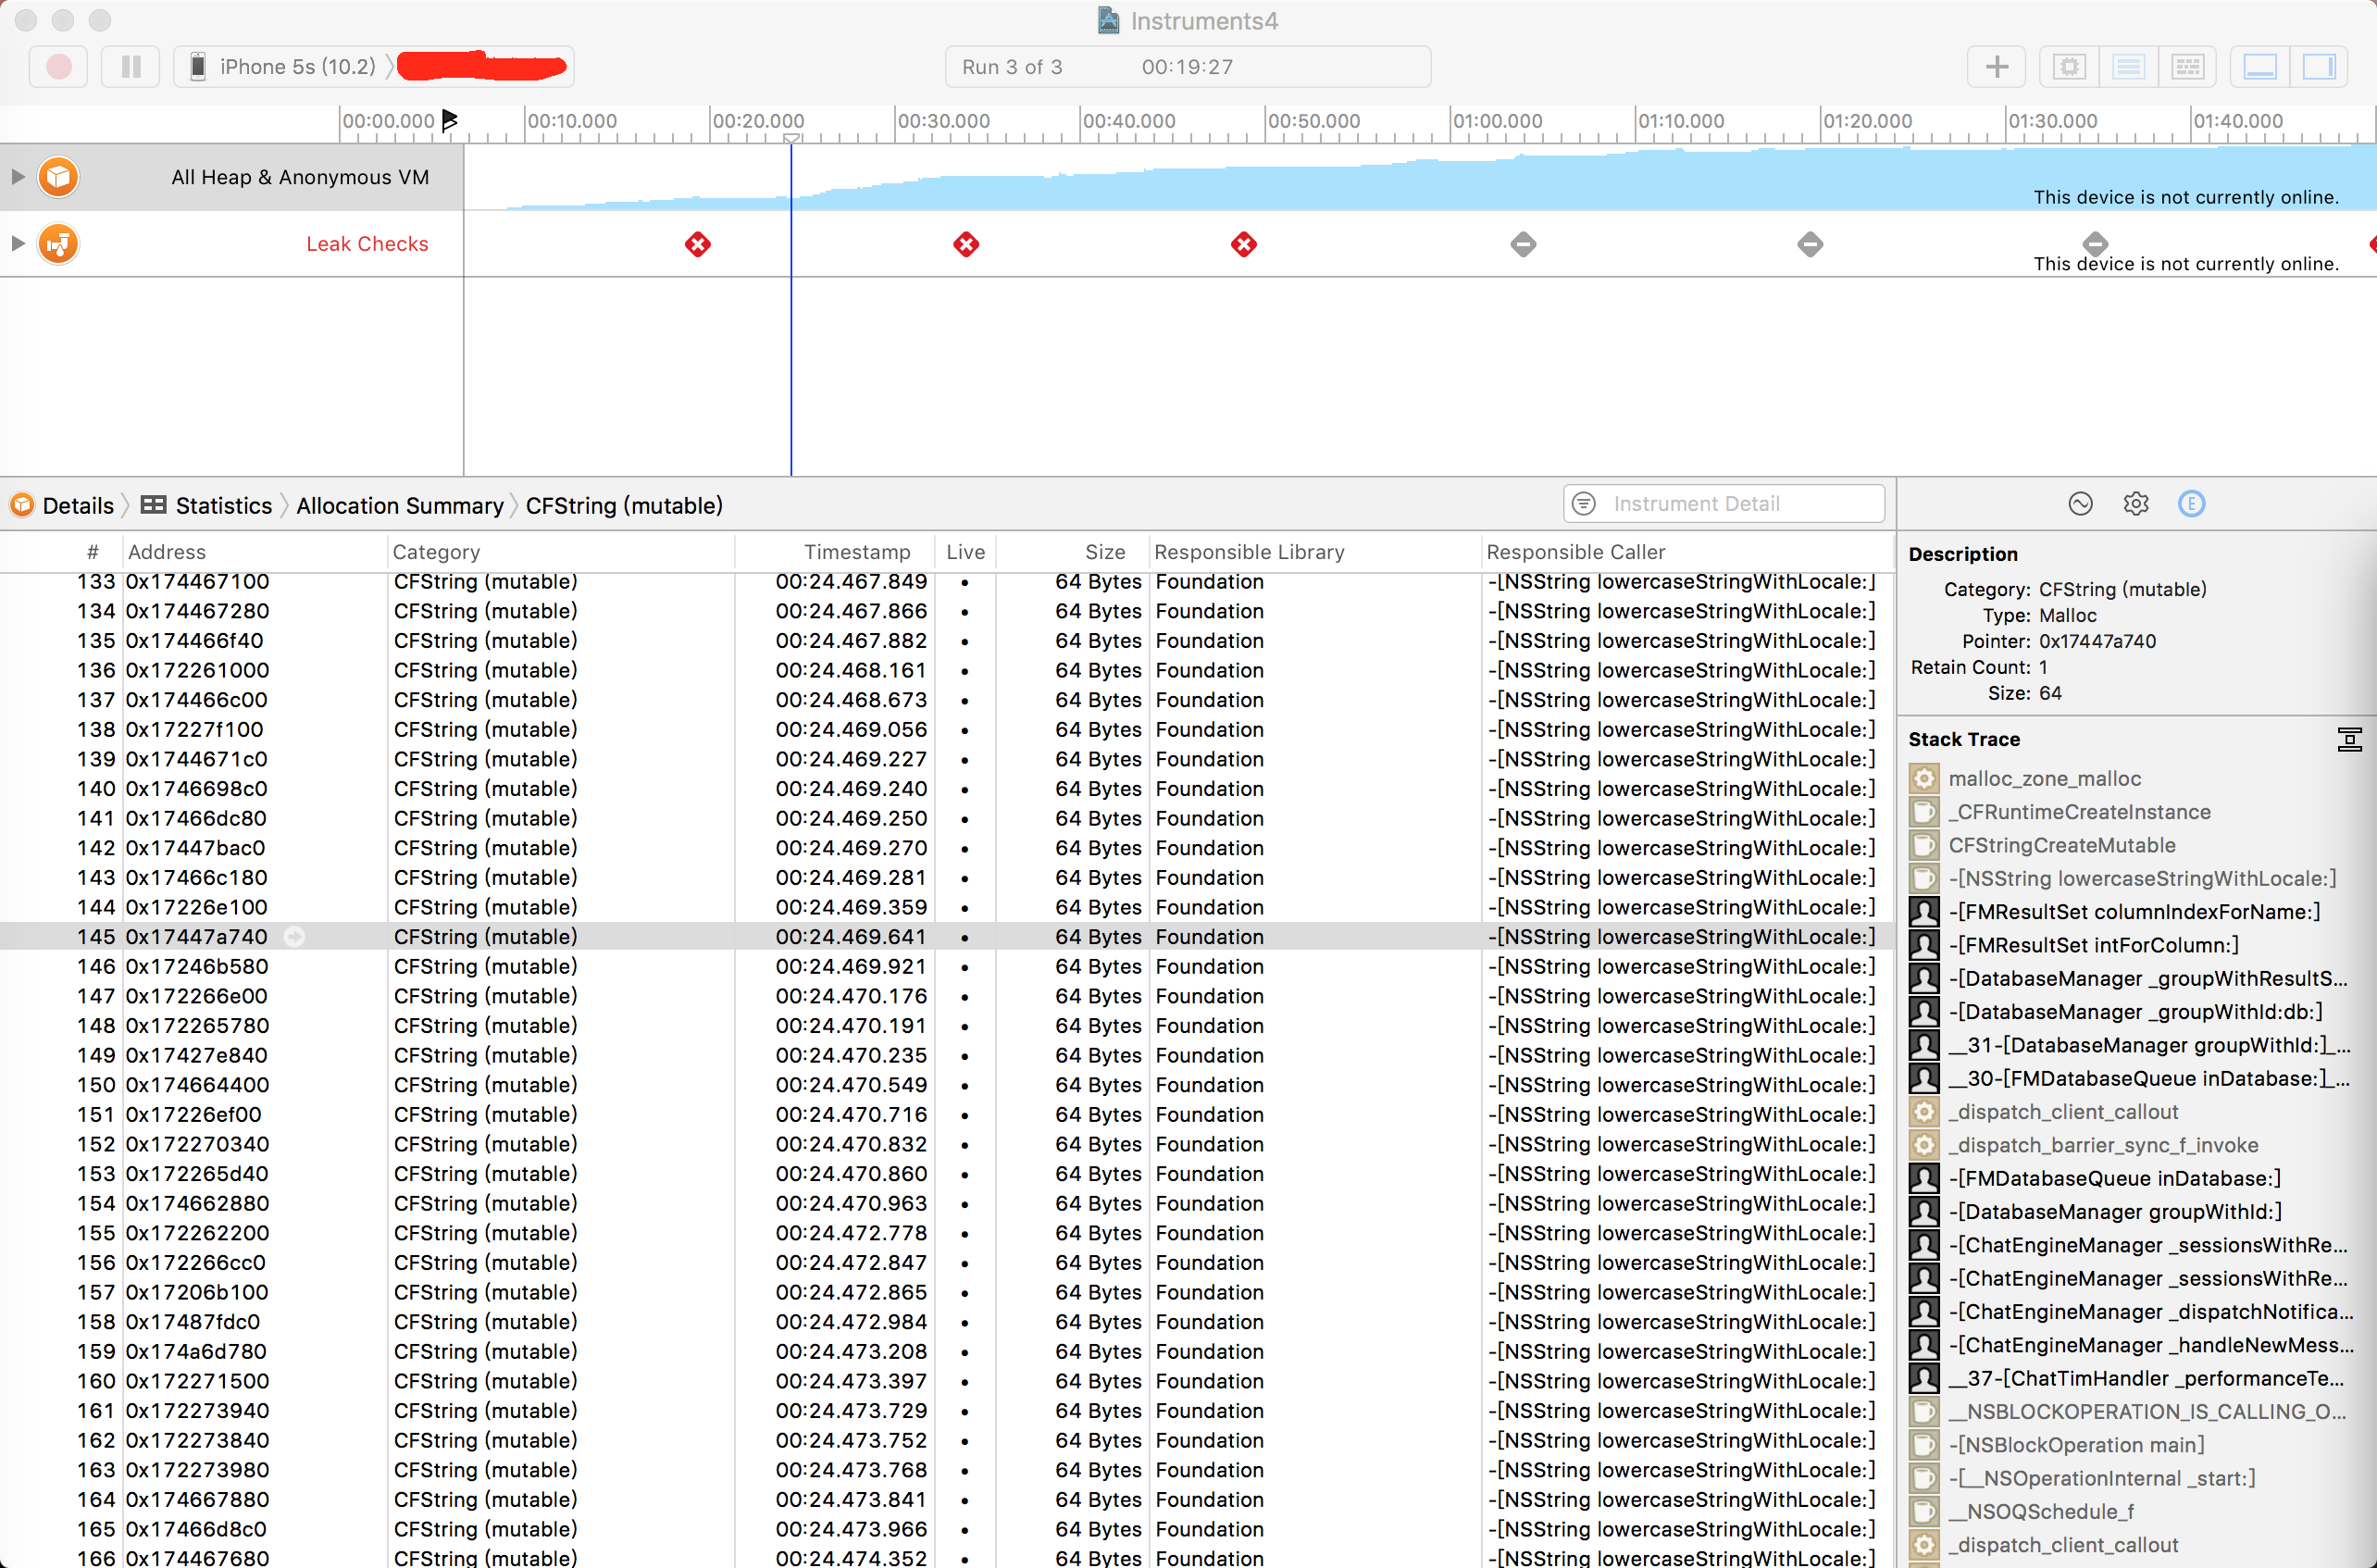 Instruments4
iPhone 5s (10.2)
Run 3 of 3 00:19:27
00:00.000 00:10.000 00:20.000 00:30.000 00:40.000 00:50.000 01:00.000 01:10.000 01:20.000 01:30.000 01:40.000
All Heap & Anonymous VM
This device is not currently online.
Leak Checks
This device is not currently online.
Details Statistics Allocation Summary CFString (mutable)
Instrument Detail
E
# Address Category Timestamp Live Size Responsible Library Responsible Caller
133 0x174467100 CFString (mutable) 00:24.467.849 • 64 Bytes Foundation -[NSString lowercaseStringWithLocale:]
134 0x174467280 CFString (mutable) 00:24.467.866 • 64 Bytes Foundation -[NSString lowercaseStringWithLocale:]
135 0x174466f40 CFString (mutable) 00:24.467.882 • 64 Bytes Foundation -[NSString lowercaseStringWithLocale:]
136 0x172261000 CFString (mutable) 00:24.468.161 • 64 Bytes Foundation -[NSString lowercaseStringWithLocale:]
137 0x174466c00 CFString (mutable) 00:24.468.673 • 64 Bytes Foundation -[NSString lowercaseStringWithLocale:]
138 0x17227f100 CFString (mutable) 00:24.469.056 • 64 Bytes Foundation -[NSString lowercaseStringWithLocale:]
139 0x1744671c0 CFString (mutable) 00:24.469.227 • 64 Bytes Foundation -[NSString lowercaseStringWithLocale:]
140 0x1746698c0 CFString (mutable) 00:24.469.240 • 64 Bytes Foundation -[NSString lowercaseStringWithLocale:]
141 0x17466dc80 CFString (mutable) 00:24.469.250 • 64 Bytes Foundation -[NSString lowercaseStringWithLocale:]
142 0x17447bac0 CFString (mutable) 00:24.469.270 • 64 Bytes Foundation -[NSString lowercaseStringWithLocale:]
143 0x17466c180 CFString (mutable) 00:24.469.281 • 64 Bytes Foundation -[NSString lowercaseStringWithLocale:]
144 0x17226e100 CFString (mutable) 00:24.469.359 • 64 Bytes Foundation -[NSString lowercaseStringWithLocale:]
145 0x17447a740 CFString (mutable) 00:24.469.641 • 64 Bytes Foundation -[NSString lowercaseStringWithLocale:]
146 0x17246b580 CFString (mutable) 00:24.469.921 • 64 Bytes Foundation -[NSString lowercaseStringWithLocale:]
147 0x172266e00 CFString (mutable) 00:24.470.176 • 64 Bytes Foundation -[NSString lowercaseStringWithLocale:]
148 0x172265780 CFString (mutable) 00:24.470.191 • 64 Bytes Foundation -[NSString lowercaseStringWithLocale:]
149 0x17427e840 CFString (mutable) 00:24.470.235 • 64 Bytes Foundation -[NSString lowercaseStringWithLocale:]
150 0x174664400 CFString (mutable) 00:24.470.549 • 64 Bytes Foundation -[NSString lowercaseStringWithLocale:]
151 0x17226ef00 CFString (mutable) 00:24.470.716 • 64 Bytes Foundation -[NSString lowercaseStringWithLocale:]
152 0x172270340 CFString (mutable) 00:24.470.832 • 64 Bytes Foundation -[NSString lowercaseStringWithLocale:]
153 0x172265d40 CFString (mutable) 00:24.470.860 • 64 Bytes Foundation -[NSString lowercaseStringWithLocale:]
154 0x174662880 CFString (mutable) 00:24.470.963 • 64 Bytes Foundation -[NSString lowercaseStringWithLocale:]
155 0x172262200 CFString (mutable) 00:24.472.778 • 64 Bytes Foundation -[NSString lowercaseStringWithLocale:]
156 0x172266cc0 CFString (mutable) 00:24.472.847 • 64 Bytes Foundation -[NSString lowercaseStringWithLocale:]
157 0x17206b100 CFString (mutable) 00:24.472.865 • 64 Bytes Foundation -[NSString lowercaseStringWithLocale:]
158 0x17487fdc0 CFString (mutable) 00:24.472.984 • 64 Bytes Foundation -[NSString lowercaseStringWithLocale:]
159 0x174a6d780 CFString (mutable) 00:24.473.208 • 64 Bytes Foundation -[NSString lowercaseStringWithLocale:]
160 0x172271500 CFString (mutable) 00:24.473.397 • 64 Bytes Foundation -[NSString lowercaseStringWithLocale:]
161 0x172273940 CFString (mutable) 00:24.473.729 • 64 Bytes Foundation -[NSString lowercaseStringWithLocale:]
162 0x172273840 CFString (mutable) 00:24.473.752 • 64 Bytes Foundation -[NSString lowercaseStringWithLocale:]
163 0x172273980 CFString (mutable) 00:24.473.768 • 64 Bytes Foundation -[NSString lowercaseStringWithLocale:]
164 0x174667880 CFString (mutable) 00:24.473.841 • 64 Bytes Foundation -[NSString lowercaseStringWithLocale:]
165 0x17466d8c0 CFString (mutable) 00:24.473.966 • 64 Bytes Foundation -[NSString lowercaseStringWithLocale:]
166 0x174467680 CFString (mutable) 00:24.474.352 • 64 Bytes Foundation -[NSString lowercaseStringWithLocale:]
Description
Category: CFString (mutable)
Type: Malloc
Pointer: 0x17447a740
Retain Count: 1
Size: 64
Stack Trace
malloc_zone_malloc
_CFRuntimeCreateInstance
CFStringCreateMutable
-[NSString lowercaseStringWithLocale:]
-[FMResultSet columnIndexForName:]
-[FMResultSet intForColumn:]
-[DatabaseManager _groupWithResultS...
-[DatabaseManager _groupWithId:db:]
__31-[DatabaseManager groupWithId:]_...
__30-[FMDatabaseQueue inDatabase:]_...
_dispatch_client_callout
_dispatch_barrier_sync_f_invoke
-[FMDatabaseQueue inDatabase:]
-[DatabaseManager groupWithId:]
-[ChatEngineManager _sessionsWithRe...
-[ChatEngineManager _sessionsWithRe...
-[ChatEngineManager _dispatchNotifica...
-[ChatEngineManager _handleNewMess...
__37-[ChatTimHandler _performanceTe...
__NSBLOCKOPERATION_IS_CALLING_O...
-[NSBlockOperation main]
-[__NSOperationInternal _start:]
__NSOQSchedule_f
_dispatch_client_callout